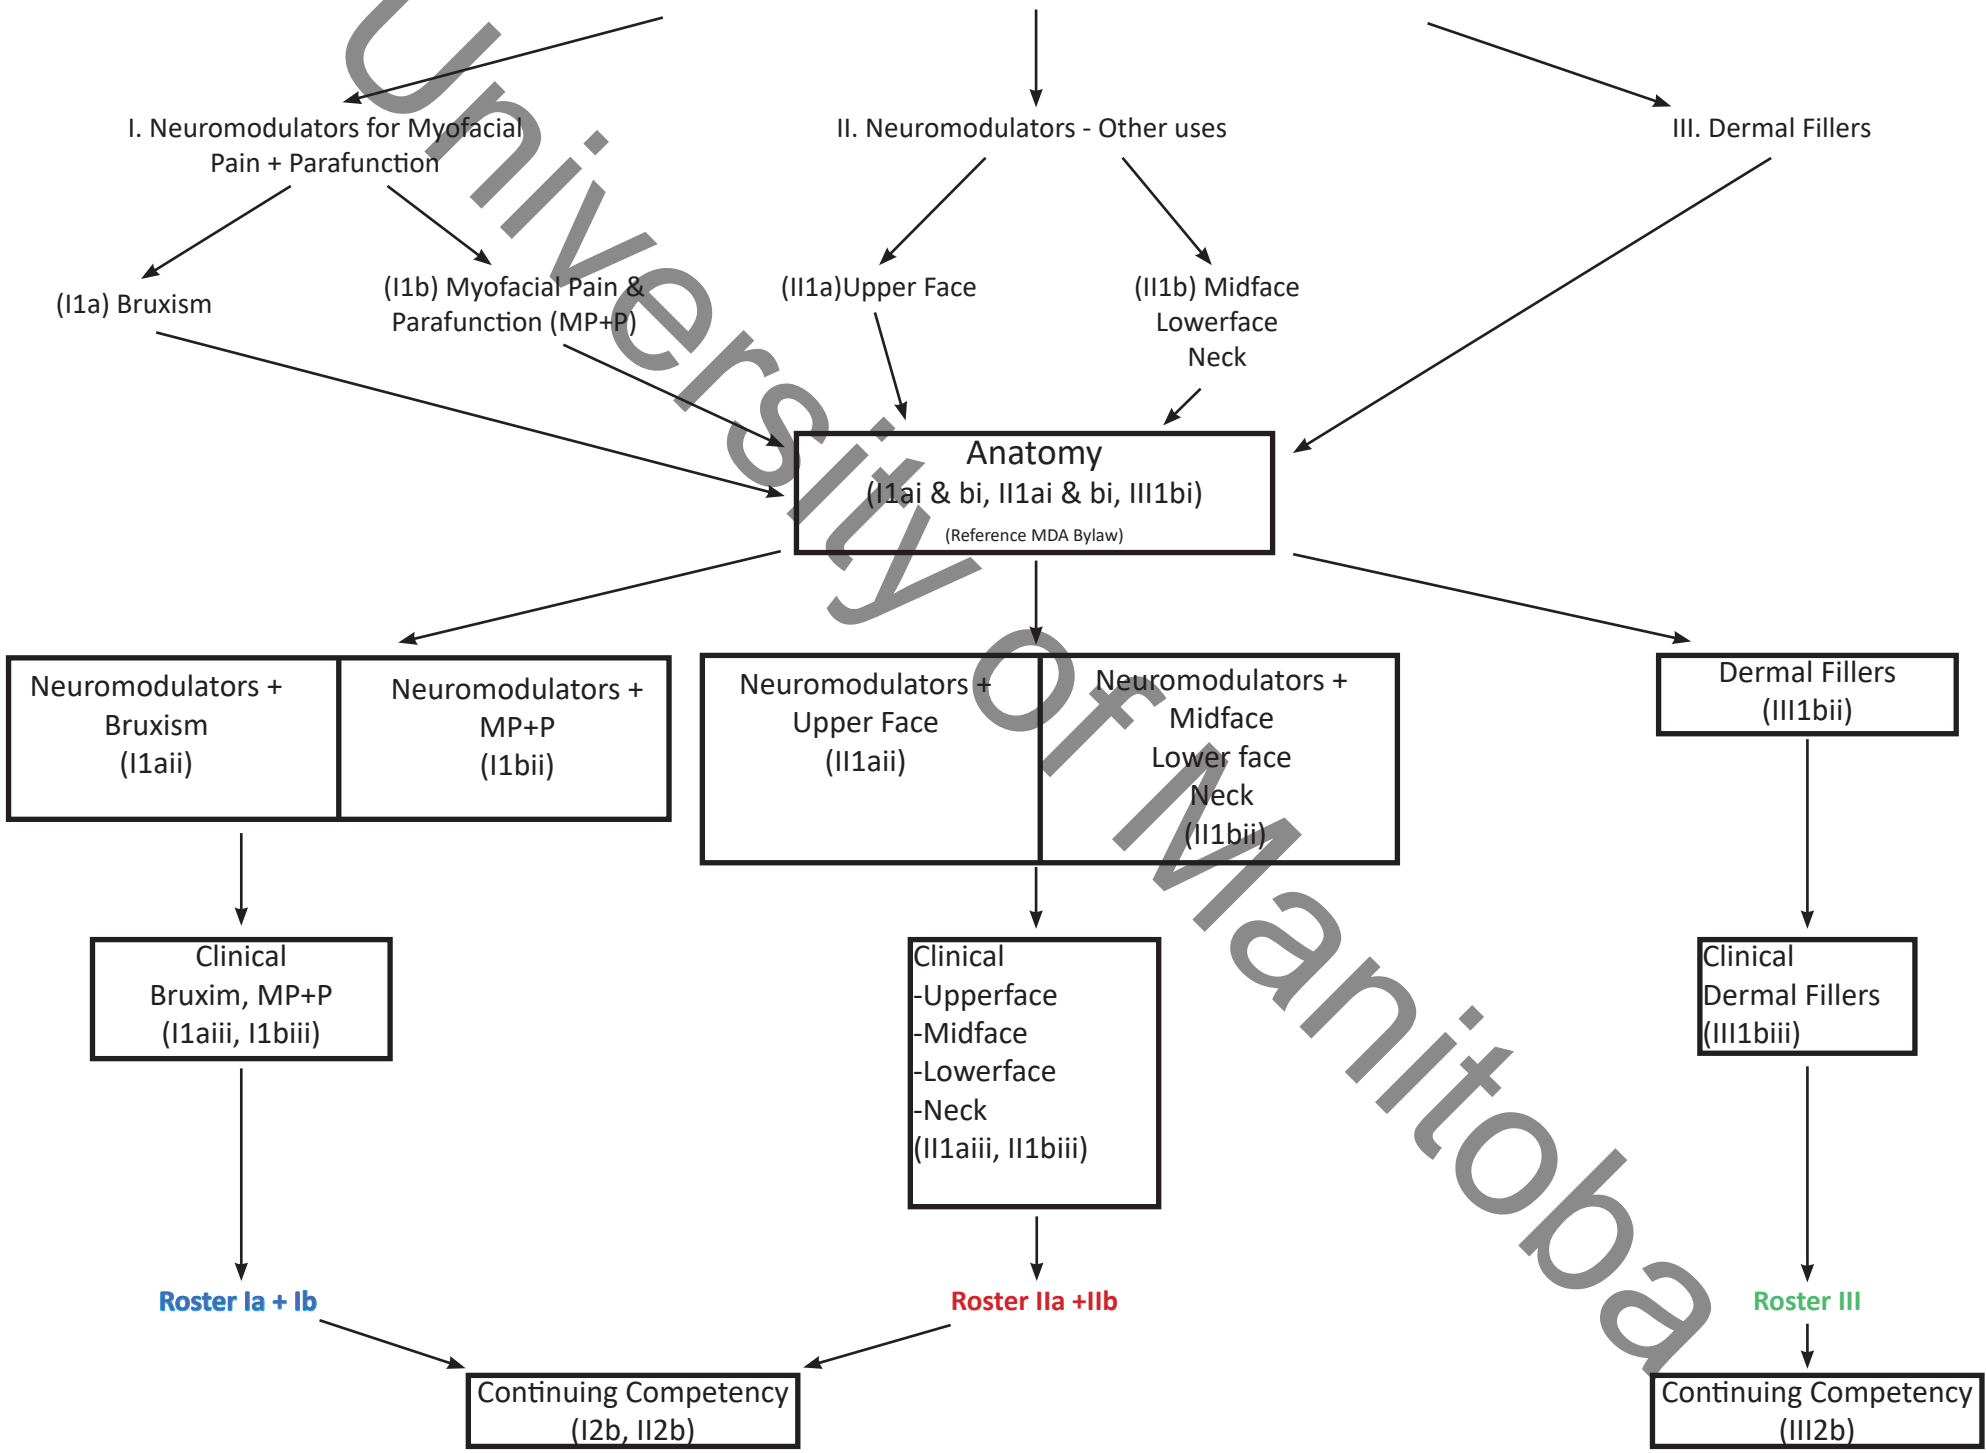 I. Neuromodulators for Myofacial
Pain + Parafunction
II. Neuromodulators - Other uses
III. Dermal Fillers
(I1a) Bruxism
(I1b) Myofacial Pain &
Parafunction (MP+P)
(II1a)Upper Face
(II1b) Midface
Lowerface
Neck
Anatomy
(I1ai & bi, II1ai & bi, III1bi)
(Reference MDA Bylaw)
Neuromodulators +
Bruxism
(I1aii)
Neuromodulators +
MP+P
(I1bii)
Neuromodulators +
Upper Face
(II1aii)
Neuromodulators +
Midface
Lower face
Neck
(II1bii)
Dermal Fillers
(III1bii)
Clinical
Bruxim, MP+P
(I1aiii, I1biii)
Clinical
-Upperface
-Midface
-Lowerface
-Neck
(II1aiii, II1biii)
Clinical
Dermal Fillers
(III1biii)
Roster Ia + Ib
Roster IIa +IIb
Roster III
Continuing Competency
(I2b, II2b)
Continuing Competency
(III2b)
University of Manitoba